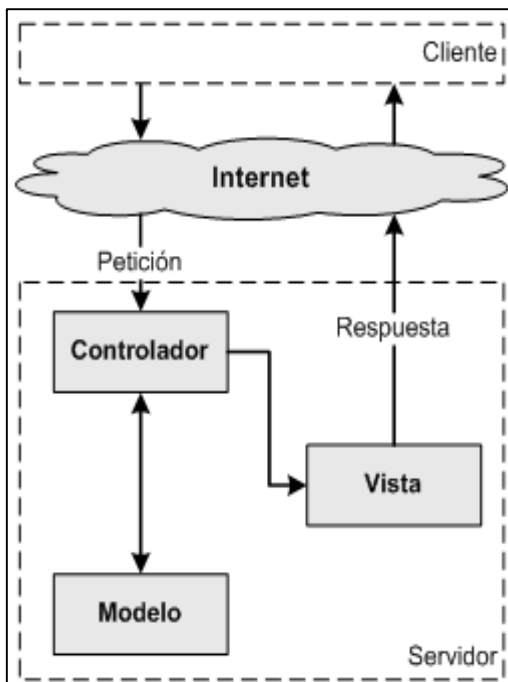 Cliente
Internet
Petición
Controlador
Respuesta
Vista
Modelo
Servidor